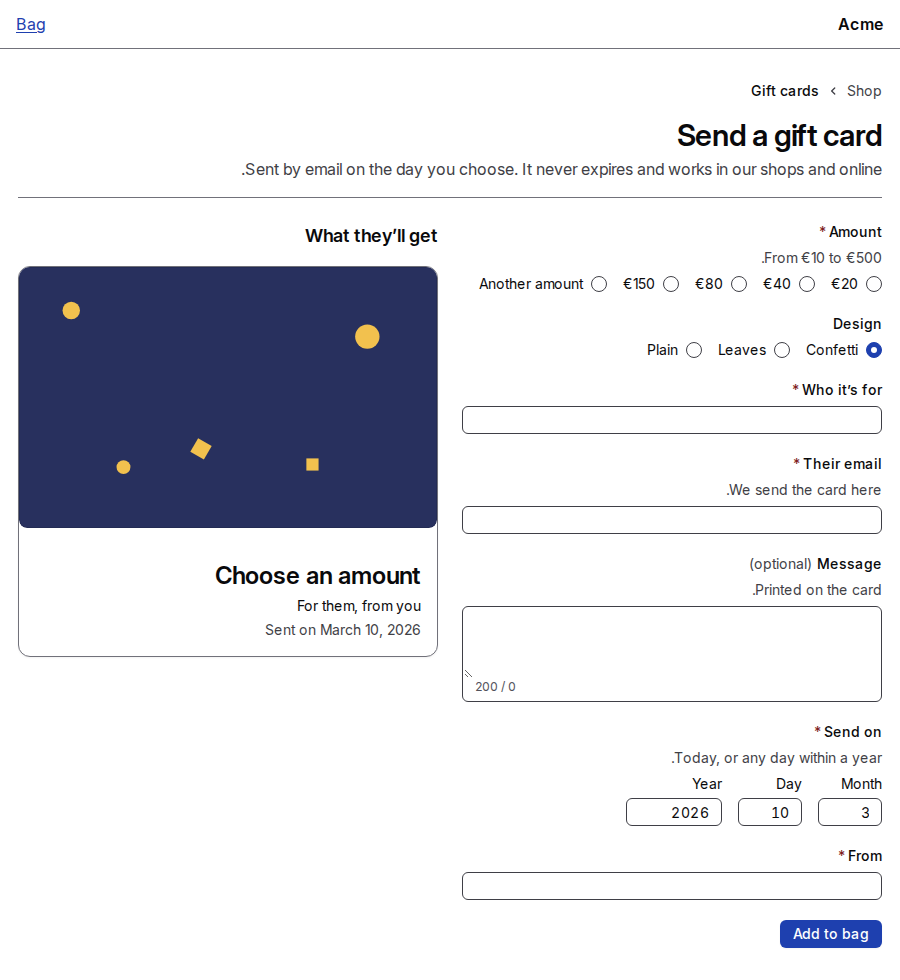 Acme
Bag
Gift cards ‹ Shop
Send a gift card
.Sent by email on the day you choose. It never expires and works in our shops and online
* Amount
.From €10 to €500
€20
€40
€80
€150
Another amount
Design
Confetti
Leaves
Plain
* Who it's for
* Their email
.We send the card here
(optional) Message
.Printed on the card
200 / 0
* Send on
.Today, or any day within a year
Month
Day
Year
3
10
2026
* From
Add to bag
What they’ll get
Choose an amount
For them, from you
Sent on March 10, 2026